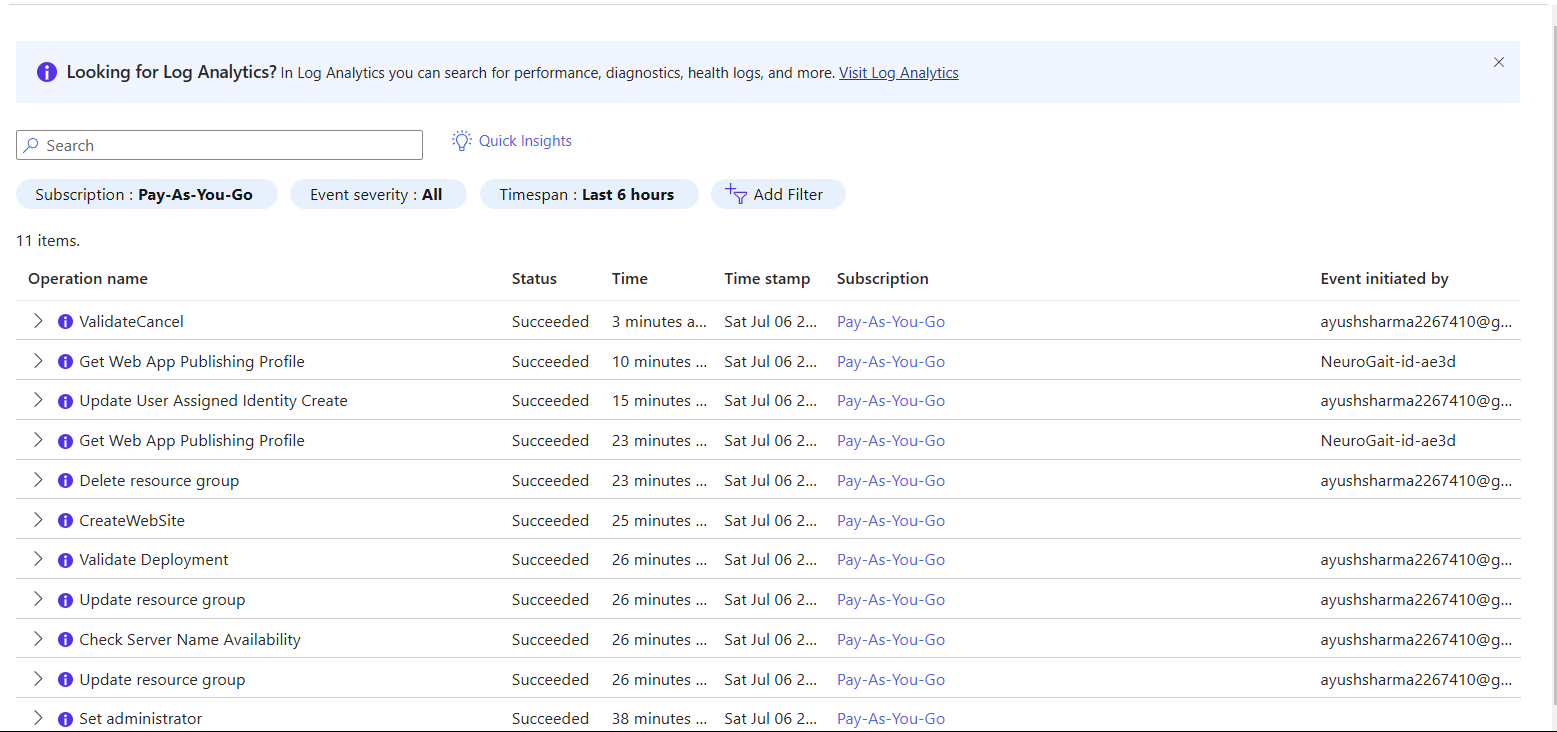 Looking for Log Analytics? In Log Analytics you can search for performance, diagnostics, health logs, and more. Visit Log Analytics
Search
Quick Insights
Subscription : Pay-As-You-Go
Event severity : All
Timespan : Last 6 hours
Add Filter
11 items.
Operation name Status Time Time stamp Subscription Event initiated by
ValidateCancel Succeeded 3 minutes a... Sat Jul 06 2... Pay-As-You-Go ayushsharma2267410@g...
Get Web App Publishing Profile Succeeded 10 minutes ... Sat Jul 06 2... Pay-As-You-Go NeuroGait-id-ae3d
Update User Assigned Identity Create Succeeded 15 minutes ... Sat Jul 06 2... Pay-As-You-Go ayushsharma2267410@g...
Get Web App Publishing Profile Succeeded 23 minutes ... Sat Jul 06 2... Pay-As-You-Go NeuroGait-id-ae3d
Delete resource group Succeeded 23 minutes ... Sat Jul 06 2... Pay-As-You-Go ayushsharma2267410@g...
CreateWebSite Succeeded 25 minutes ... Sat Jul 06 2... Pay-As-You-Go
Validate Deployment Succeeded 26 minutes ... Sat Jul 06 2... Pay-As-You-Go ayushsharma2267410@g...
Update resource group Succeeded 26 minutes ... Sat Jul 06 2... Pay-As-You-Go ayushsharma2267410@g...
Check Server Name Availability Succeeded 26 minutes ... Sat Jul 06 2... Pay-As-You-Go ayushsharma2267410@g...
Update resource group Succeeded 26 minutes ... Sat Jul 06 2... Pay-As-You-Go ayushsharma2267410@g...
Set administrator Succeeded 38 minutes ... Sat Jul 06 2... Pay-As-You-Go